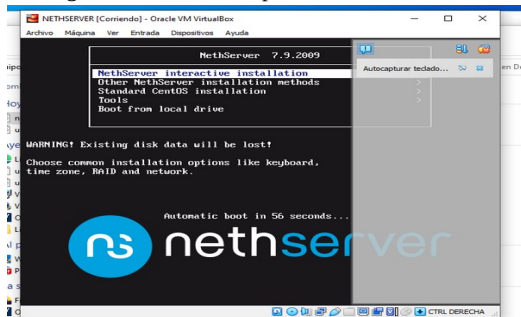 NETHSERVER [Corriendo] - Oracle VM VirtualBox
Archivo Máquina Ver Entrada Dispositivos Ayuda
NethServer 7.9.2009
NethServer interactive installation
Other NethServer installation methods >
Standard CentOS installation >
Tools >
Boot from local drive
Autocapturar teclado...
WARNING! Existing disk data will be lost!
Choose common installation options like keyboard,
time zone, RAID and network.
Automatic boot in 56 seconds...
ns nethserver
CTRL DERECHA